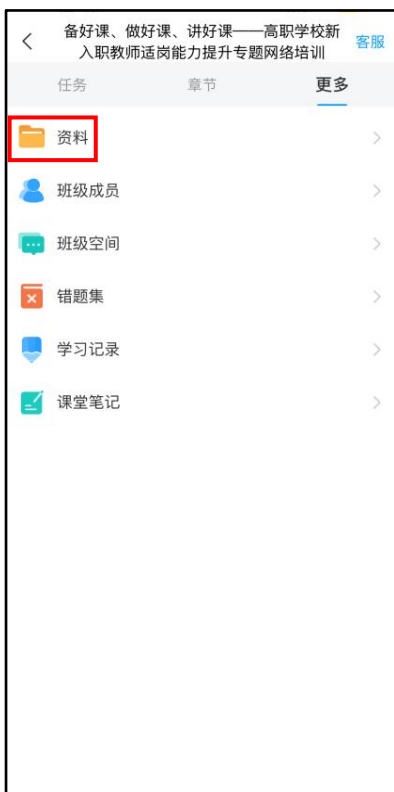 备好课、做好课、讲好课——高职学校新
入职教师适岗能力提升专题网络培训
客服
任务 章节 更多
资料
班级成员
班级空间
错题集
学习记录
课堂笔记